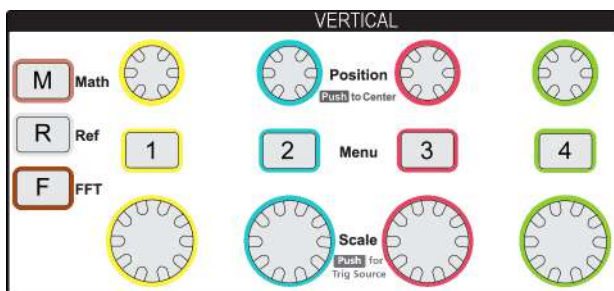 VERTICAL
M Math
Position
Push to Center
R Ref
1 2 Menu 3 4
F FFT
Scale
Push for
Trig Source